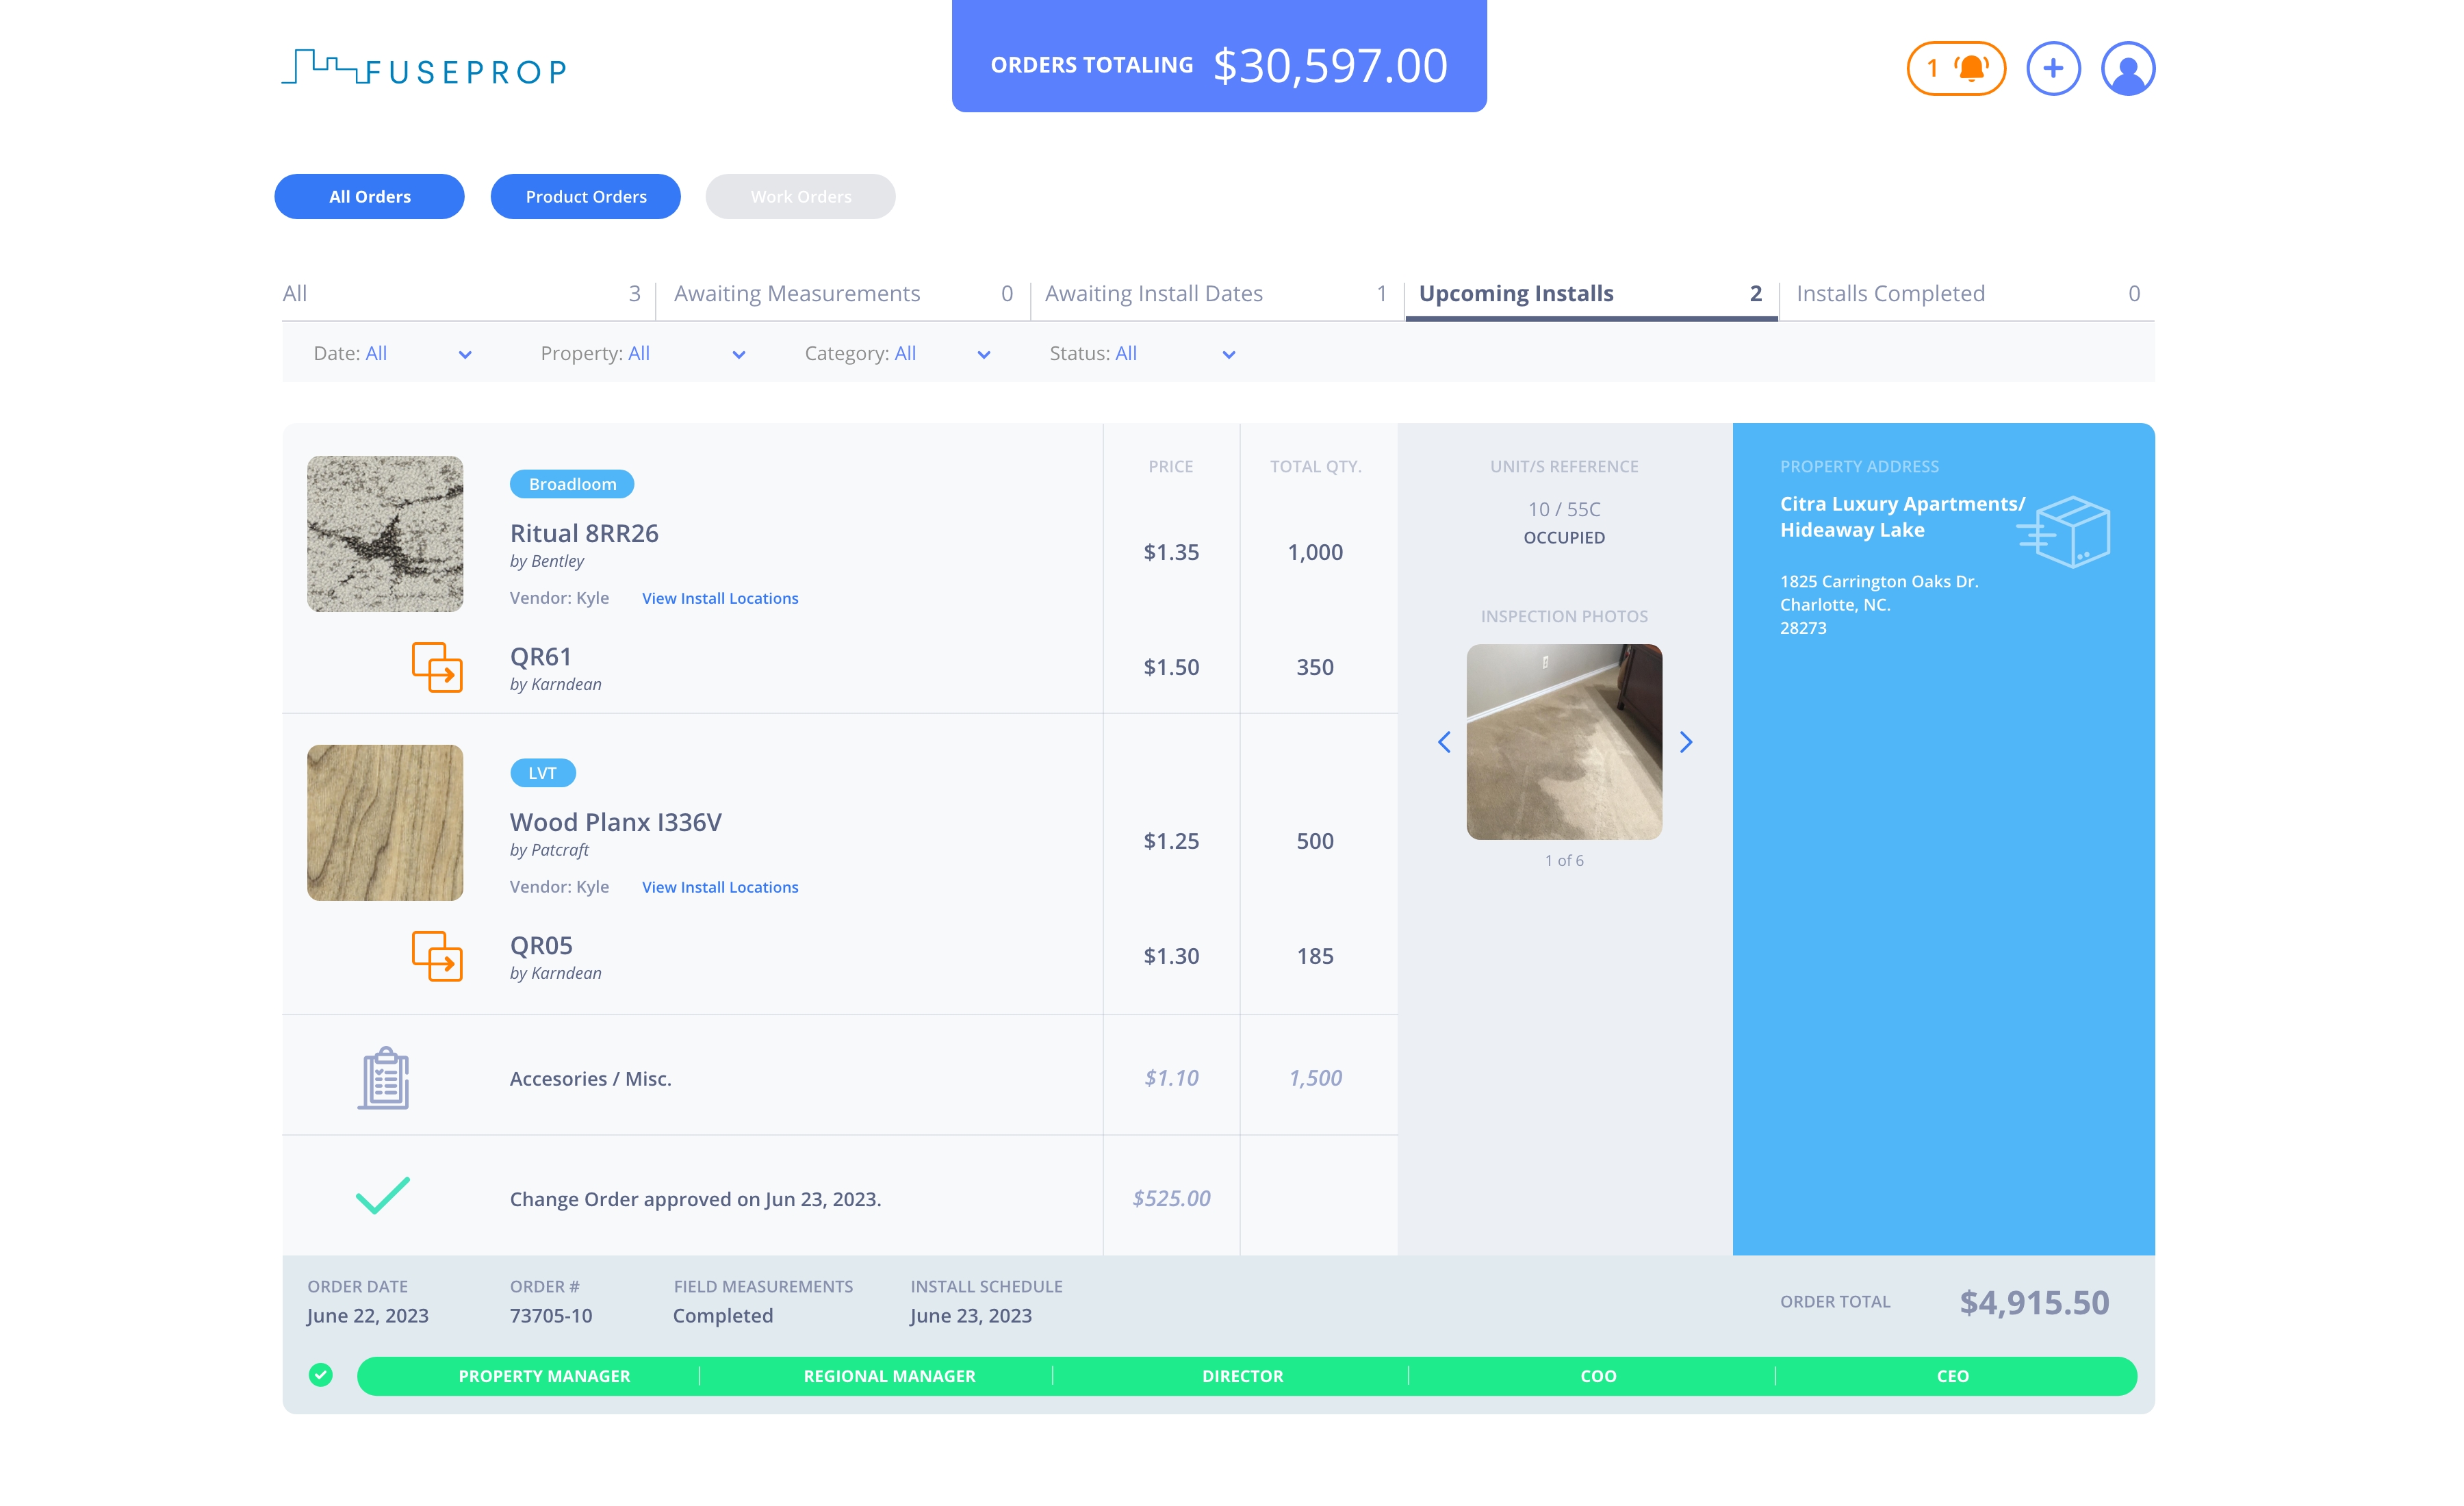 FUSEPROP
ORDERS TOTALING $30,597.00
1
All Orders
Product Orders
Work Orders
All 3
Awaiting Measurements 0
Awaiting Install Dates 1
Upcoming Installs 2
Installs Completed 0
Date: All
Property: All
Category: All
Status: All
PRICE
TOTAL QTY.
Broadloom
Ritual 8RR26
by Bentley
Vendor: Kyle View Install Locations
$1.35
1,000
QR61
by Karndean
$1.50
350
LVT
Wood Planx I336V
by Patcraft
Vendor: Kyle View Install Locations
$1.25
500
QR05
by Karndean
$1.30
185
Accesories / Misc.
$1.10
1,500
Change Order approved on Jun 23, 2023.
$525.00
UNIT/S REFERENCE
10 / 55C
OCCUPIED
INSPECTION PHOTOS
1 of 6
PROPERTY ADDRESS
Citra Luxury Apartments/
Hideaway Lake
1825 Carrington Oaks Dr.
Charlotte, NC.
28273
ORDER DATE
June 22, 2023
ORDER #
73705-10
FIELD MEASUREMENTS
Completed
INSTALL SCHEDULE
June 23, 2023
ORDER TOTAL $4,915.50
PROPERTY MANAGER
REGIONAL MANAGER
DIRECTOR
COO
CEO